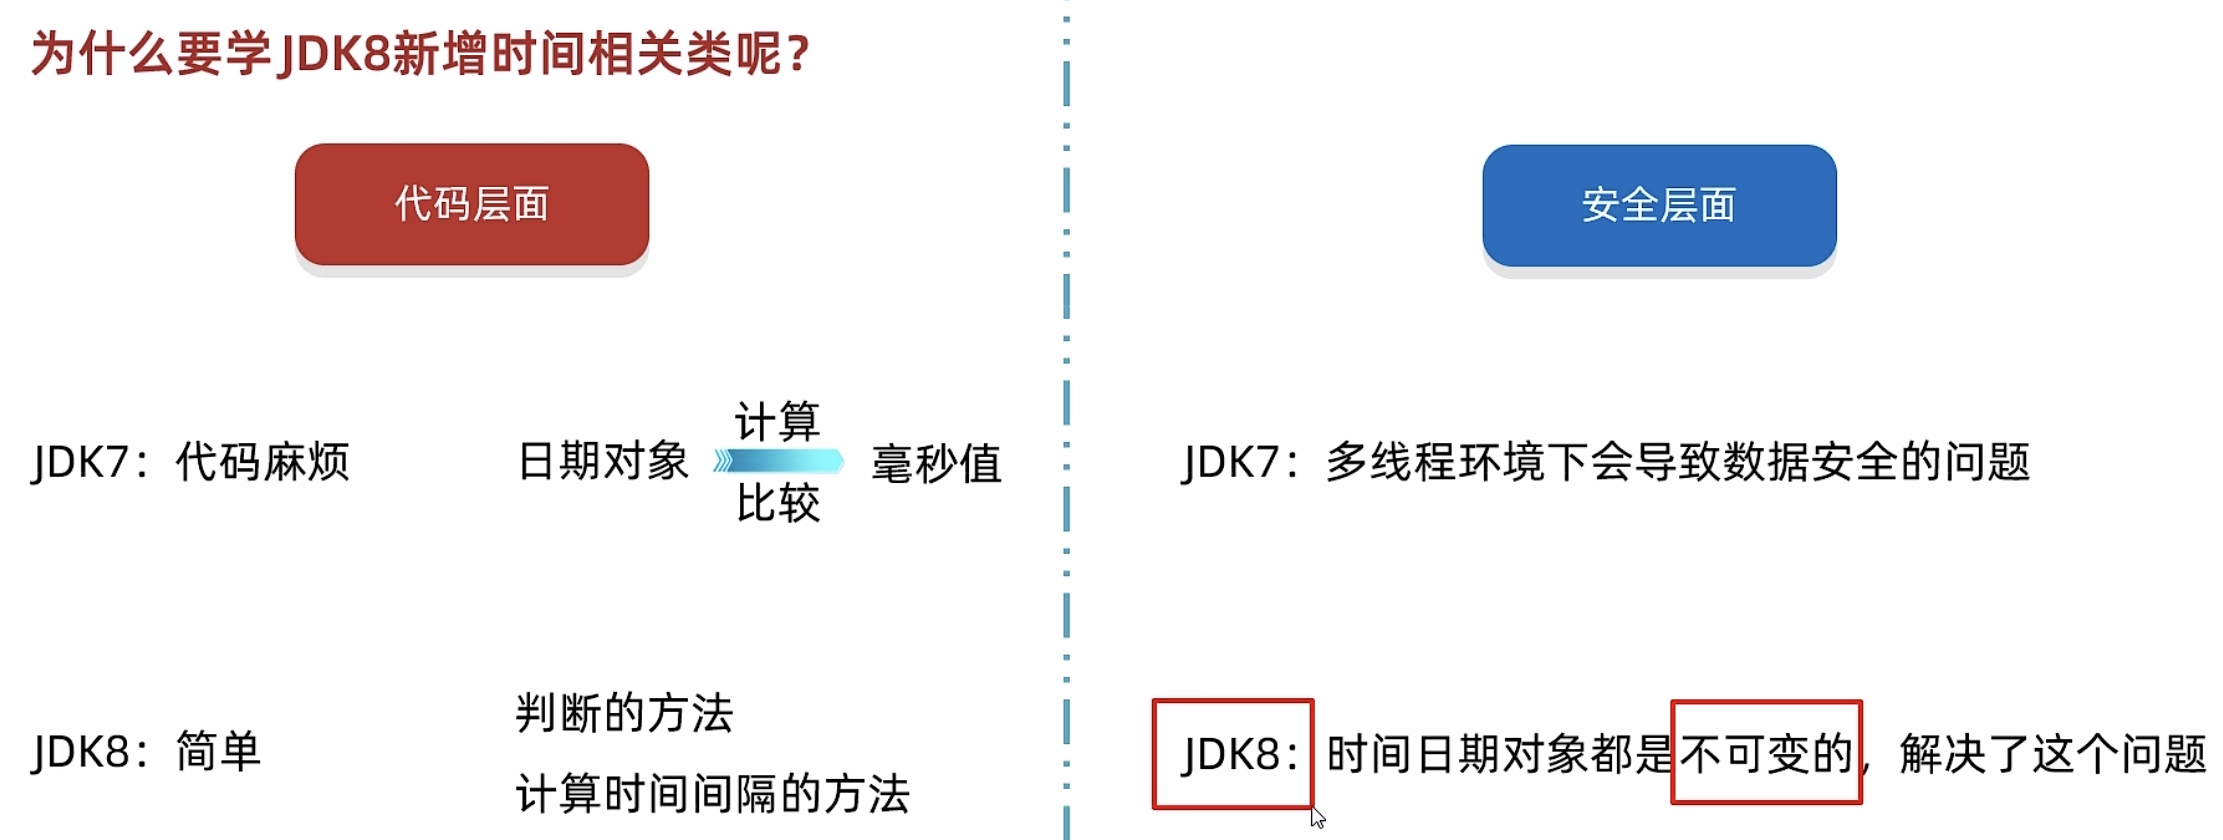 为什么要学JDK8新增时间相关类呢？
代码层面
JDK7：代码麻烦
日期对象
计算
比较
毫秒值
JDK8：简单
判断的方法
计算时间间隔的方法
安全层面
JDK7：多线程环境下会导致数据安全的问题
JDK8：时间日期对象都是不可变的，解决了这个问题